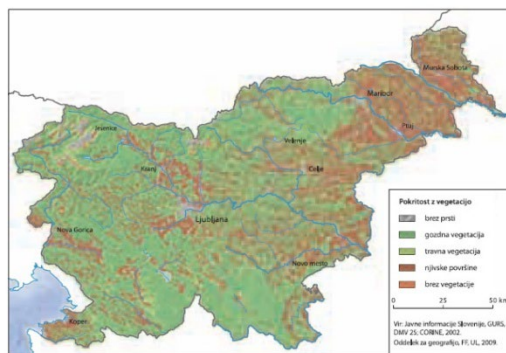 Murska Sobota
Maribor
Ptuj
Jesenice
Velenje
Kranj
Celje
Ljubljana
Nova Gorica
Novo mesto
Koper
Pokritost z vegetacijo
brez prsti
gozdna vegetacija
travna vegetacija
njivske površine
brez vegetacije
0 25 50 km
Vir: Javne informacije Slovenije, GURS,
DMV 25; CORINE, 2002.
Oddelek za geografijo, FF, UL, 2009.